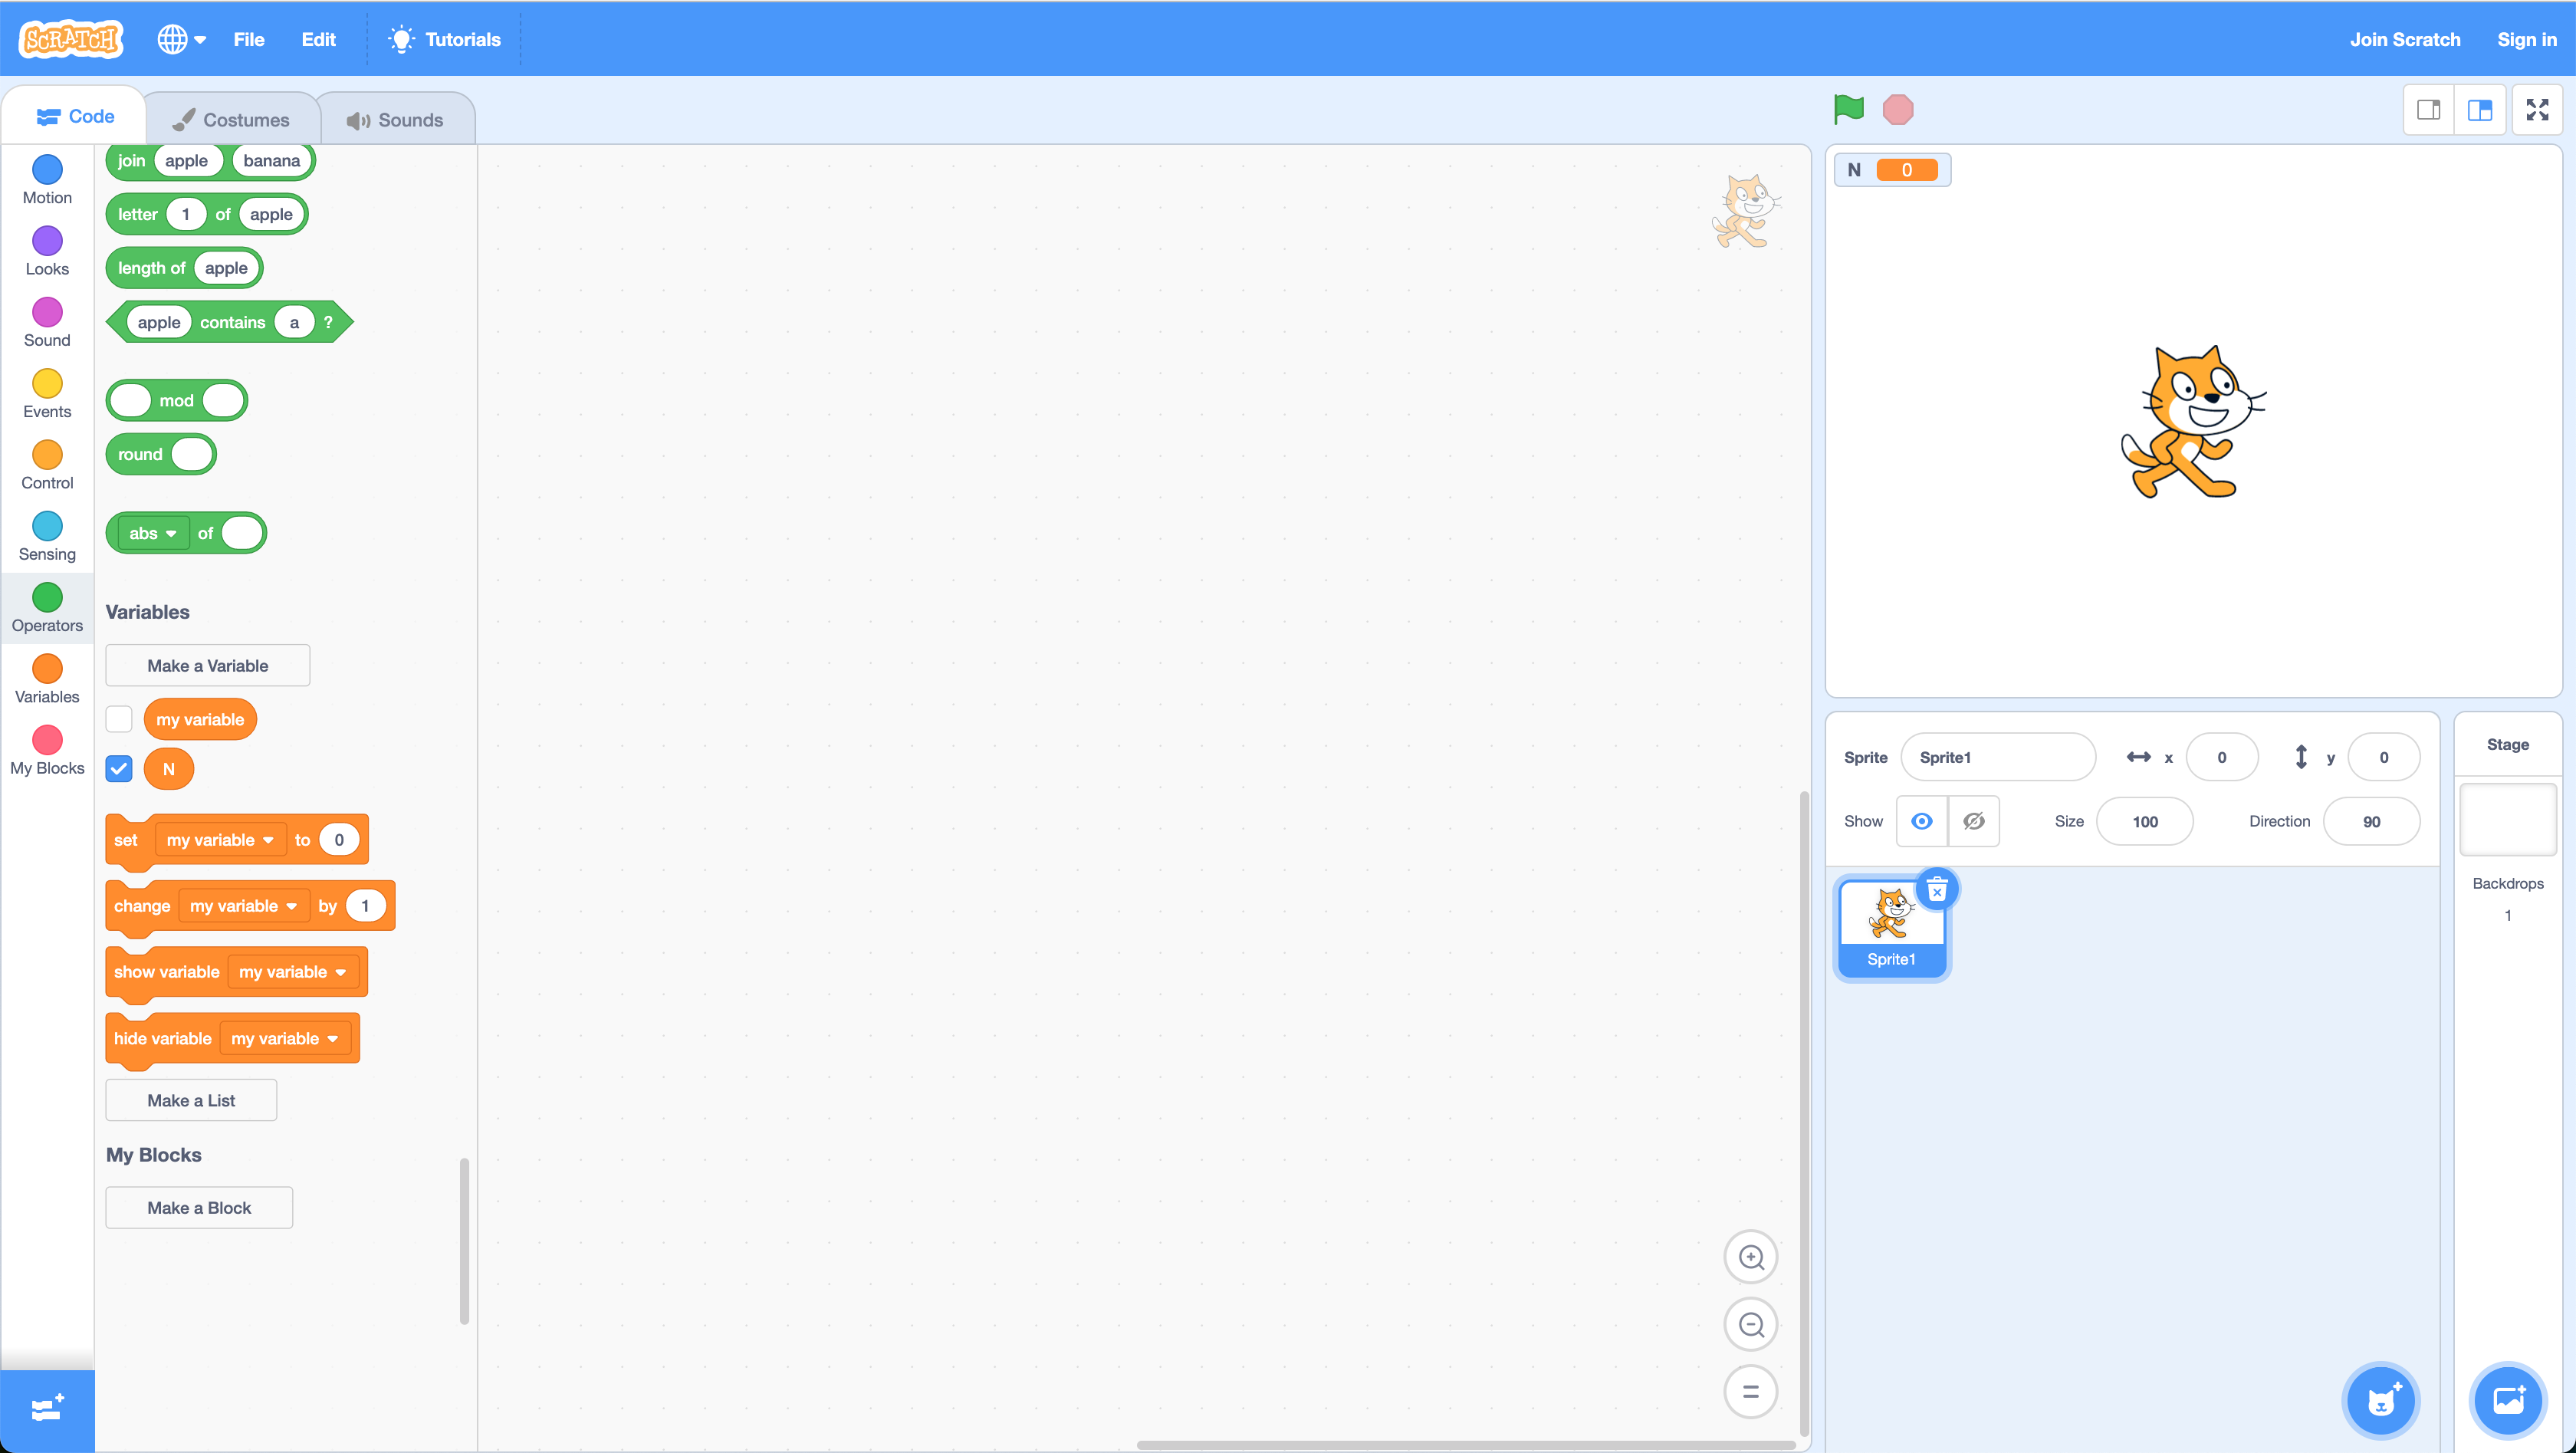 SCRATCH File Edit Tutorials Join Scratch Sign in
Code Costumes Sounds
Motion
Looks
Sound
Events
Control
Sensing
Operators
Variables
My Blocks
join apple banana
letter 1 of apple
length of apple
apple contains a ?
mod
round
abs of
Variables
Make a Variable
my variable
N
set my variable to 0
change my variable by 1
show variable my variable
hide variable my variable
Make a List
My Blocks
Make a Block
N 0
Sprite Sprite1 x 0 y 0
Show Size 100 Direction 90
Sprite1
Stage
Backdrops
1